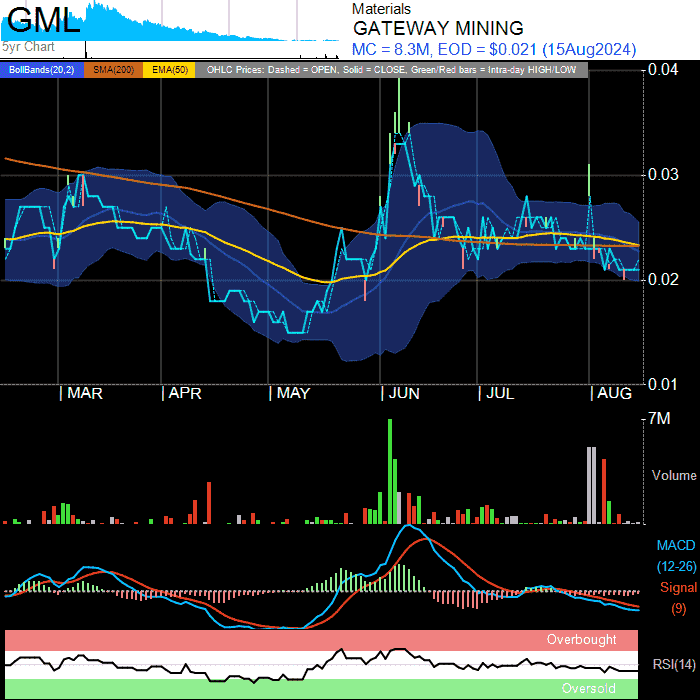 GML
5yr Chart
Materials
GATEWAY MINING
MC = 8.3M, EOD = $0.021 (15Aug2024)
BollBands(20,2) SMA(200) EMA(50) OHLC Prices: Dashed = OPEN, Solid = CLOSE, Green/Red bars = Intra-day HIGH/LOW
0.04
0.03
0.02
0.01
MAR APR MAY JUN JUL AUG
7M
Volume
MACD
(12-26)
Signal
(9)
Overbought
RSI(14)
Oversold